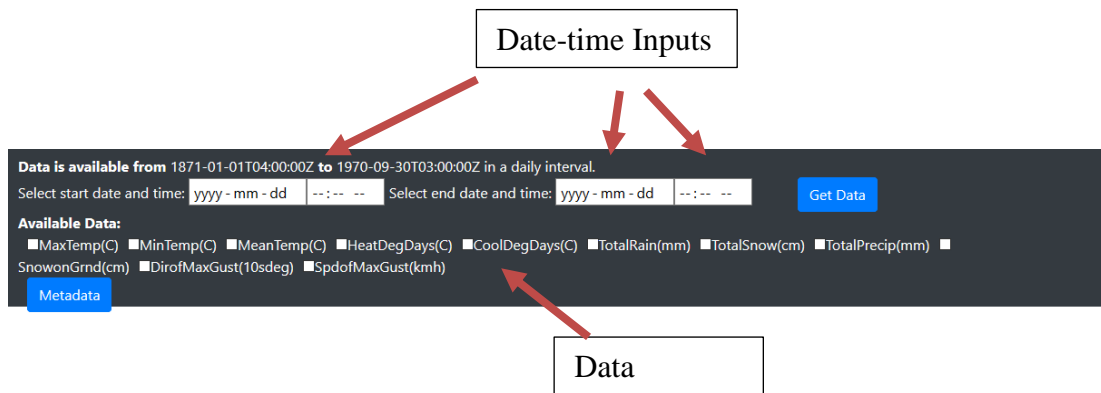 Date-time Inputs
Data is available from 1871-01-01T04:00:00Z to 1970-09-30T03:00:00Z in a daily interval.
Select start date and time: yyyy - mm - dd --:-- -- Select end date and time: yyyy - mm - dd --:-- -- Get Data
Available Data:
MaxTemp(C) MinTemp(C) MeanTemp(C) HeatDegDays(C) CoolDegDays(C) TotalRain(mm) TotalSnow(cm) TotalPrecip(mm)
SnowonGrnd(cm) DirofMaxGust(10sdeg) SpdofMaxGust(kmh)
Metadata
Data